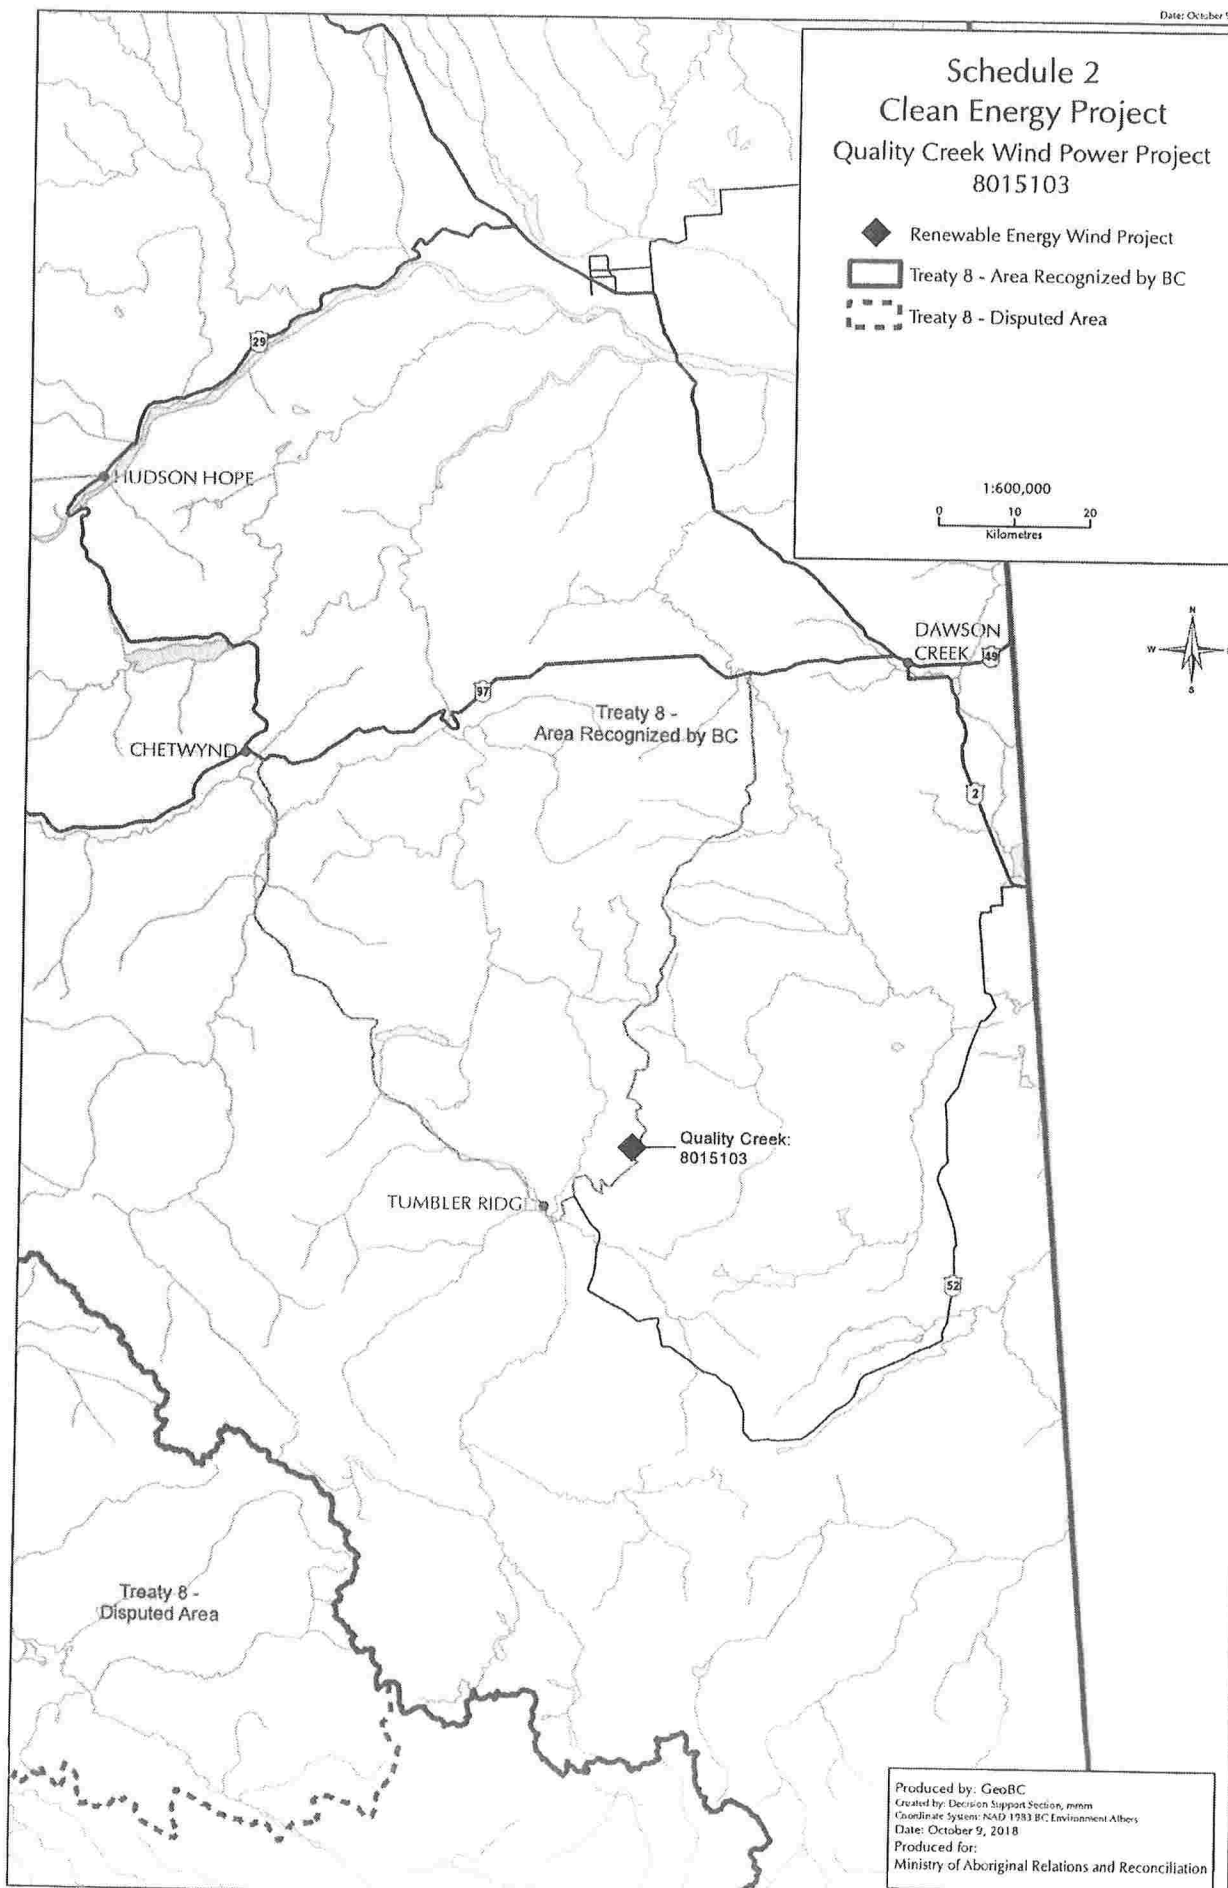 Date: October 9
Schedule 2
Clean Energy Project
Quality Creek Wind Power Project
8015103
Renewable Energy Wind Project
Treaty 8 - Area Recognized by BC
Treaty 8 - Disputed Area
1:600,000
0 10 20
Kilometres
29
HUDSON HOPE
DAWSON
CREEK
49
N
W
S
97
Treaty 8 -
Area Recognized by BC
CHETWYND
2
Quality Creek:
8015103
TUMBLER RIDG
52
Treaty 8 -
Disputed Area
Produced by: GeoBC
Created by: Decision Support Section, mmm
Coordinate System: NAD 1983 BC Environment Albers
Date: October 9, 2018
Produced for:
Ministry of Aboriginal Relations and Reconciliation